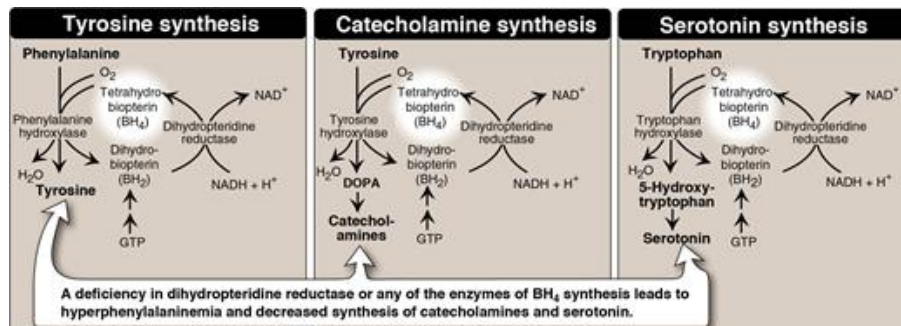 Tyrosine synthesis
Phenylalanine
O2
Tetrahydro
biopterin
(BH4)
NAD+
Phenylalanine
hydroxylase
Dihydropteridine
reductase
Dihydro-
biopterin
(BH2)
H2O
Tyrosine
NADH + H+
GTP
Catecholamine synthesis
Tyrosine
O2
Tetrahydro
biopterin
(BH4)
NAD+
Tyrosine
hydroxylase
Dihydropteridine
reductase
Dihydro-
biopterin
(BH2)
H2O
DOPA
NADH + H+
Catechol-
amines
GTP
Serotonin synthesis
Tryptophan
O2
Tetrahydro
biopterin
(BH4)
NAD+
Tryptophan
hydroxylase
Dihydropteridine
reductase
Dihydro-
biopterin
(BH2)
H2O
5-Hydroxy-
tryptophan
NADH + H+
Serotonin
GTP
A deficiency in dihydropteridine reductase or any of the enzymes of BH4 synthesis leads to
hyperphenylalaninemia and decreased synthesis of catecholamines and serotonin.